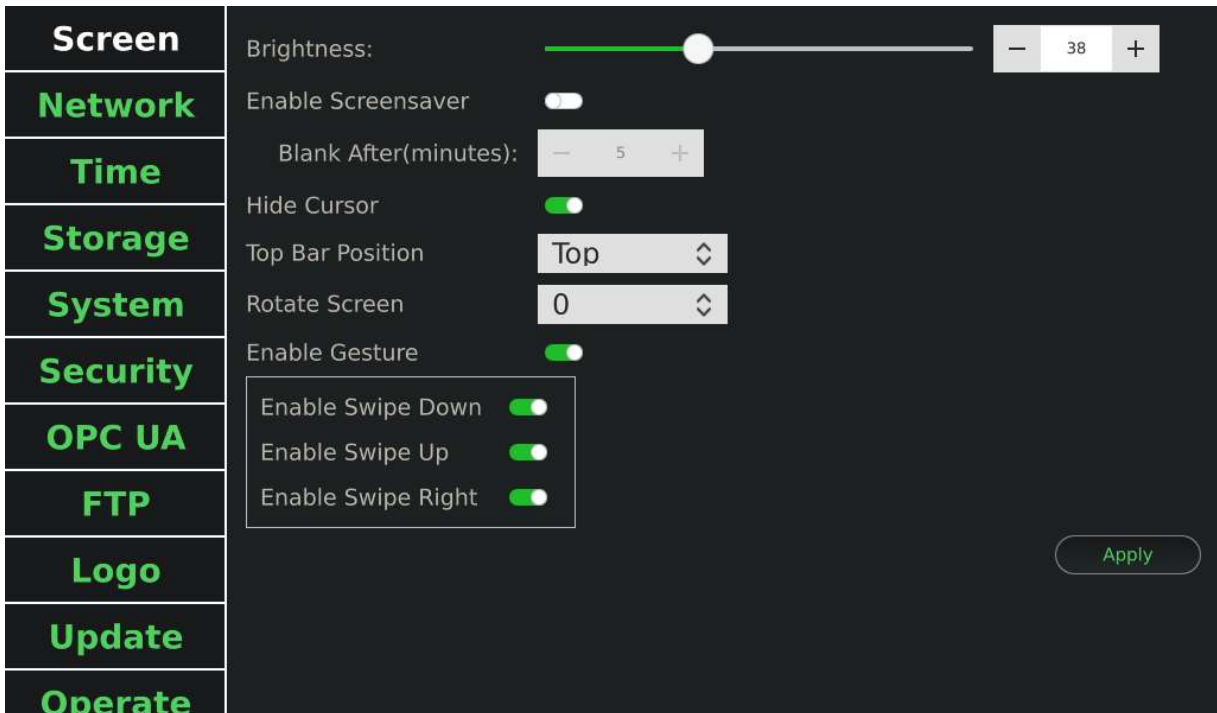 Screen
Network
Time
Storage
System
Security
OPC UA
FTP
Logo
Update
Operate
Brightness: − 38 +
Enable Screensaver
Blank After(minutes): − 5 +
Hide Cursor
Top Bar Position Top
Rotate Screen 0
Enable Gesture
Enable Swipe Down
Enable Swipe Up
Enable Swipe Right
Apply